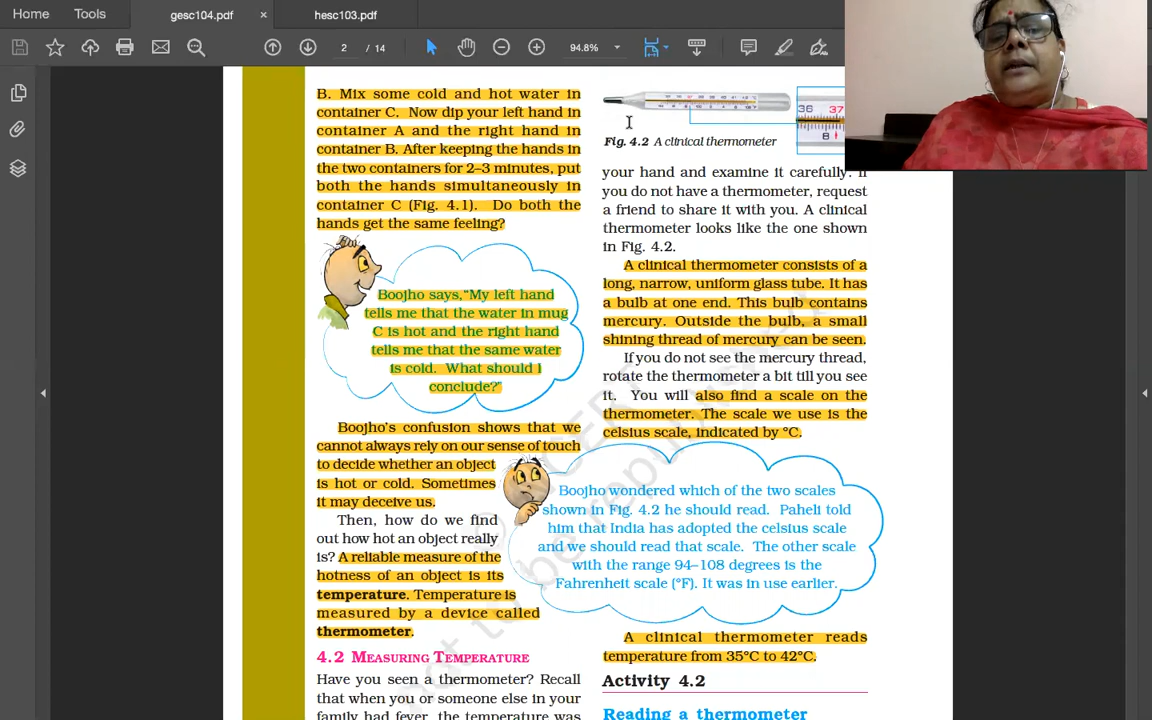 Home
Tools
gesc104.pdf
×
hesc103.pdf
2 / 14
94.8%
B. Mix some cold and hot water in
container C. Now dip your left hand in
container A and the right hand in
container B. After keeping the hands in
the two containers for 2–3 minutes, put
both the hands simultaneously in
container C (Fig. 4.1). Do both the
hands get the same feeling?
Boojho says,“My left hand
tells me that the water in mug
C is hot and the right hand
tells me that the same water
is cold. What should I
conclude?”
Boojho’s confusion shows that we
cannot always rely on our sense of touch
to decide whether an object
is hot or cold. Sometimes
it may deceive us.
Then, how do we find
out how hot an object really
is? A reliable measure of the
hotness of an object is its
temperature. Temperature is
measured by a device called
thermometer.
4.2 MEASURING TEMPERATURE
Have you seen a thermometer? Recall
that when you or someone else in your
family had fever, the temperature was
36 37
8
Fig. 4.2 A clinical thermometer
your hand and examine it carefully. If
you do not have a thermometer, request
a friend to share it with you. A clinical
thermometer looks like the one shown
in Fig. 4.2.
A clinical thermometer consists of a
long, narrow, uniform glass tube. It has
a bulb at one end. This bulb contains
mercury. Outside the bulb, a small
shining thread of mercury can be seen.
If you do not see the mercury thread,
rotate the thermometer a bit till you see
it. You will also find a scale on the
thermometer. The scale we use is the
celsius scale, indicated by °C.
Boojho wondered which of the two scales
shown in Fig. 4.2 he should read. Paheli told
him that India has adopted the celsius scale
and we should read that scale. The other scale
with the range 94–108 degrees is the
Fahrenheit scale (°F). It was in use earlier.
A clinical thermometer reads
temperature from 35°C to 42°C.
Activity 4.2
Reading a thermometer